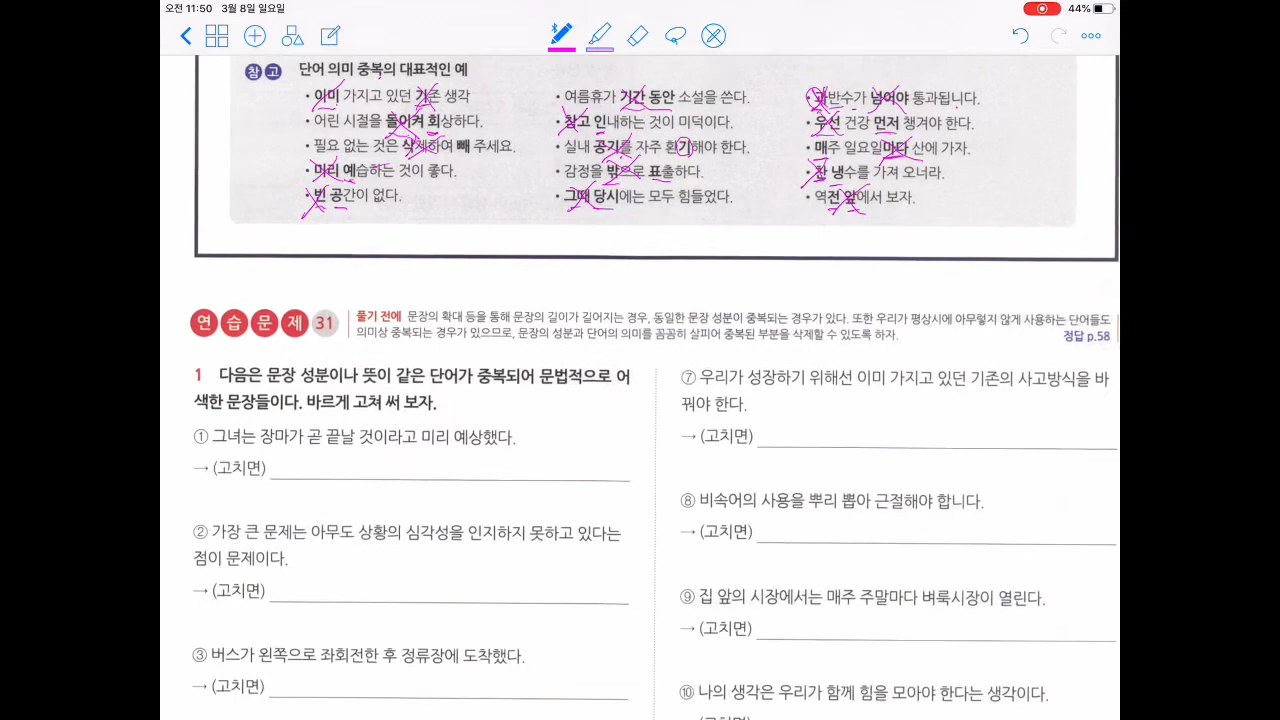 오전 11:50 3월 8일 일요일
44%
참고 단어 의미 중복의 대표적인 예
• 이미 가지고 있던 기존 생각
• 어린 시절을 돌이켜 회상하다.
• 필요 없는 것은 삭제하여 빼 주세요.
• 미리 예습하는 것이 좋다.
• 빈 공간이 없다.
• 여름휴가 기간 동안 소설을 쓴다.
• 참고 인내하는 것이 미덕이다.
• 실내 공기를 자주 환기해야 한다.
• 감정을 밖으로 표출하다.
• 그때 당시에는 모두 힘들었다.
• 과반수가 넘어야 통과됩니다.
• 우선 건강 먼저 챙겨야 한다.
• 매주 일요일마다 산에 가자.
• 찬 냉수를 가져 오너라.
• 역전 앞에서 보자.
연습문제 31
풀기 전에 문장의 확대 등을 통해 문장의 길이가 길어지는 경우, 동일한 문장 성분이 중복되는 경우가 있다. 또한 우리가 평상시에 아무렇지 않게 사용하는 단어들도
의미상 중복되는 경우가 있으므로, 문장의 성분과 단어의 의미를 꼼꼼히 살피어 중복된 부분을 삭제할 수 있도록 하자.
정답 p.58
1 다음은 문장 성분이나 뜻이 같은 단어가 중복되어 문법적으로 어
색한 문장들이다. 바르게 고쳐 써 보자.
① 그녀는 장마가 곧 끝날 것이라고 미리 예상했다.
→ (고치면)
② 가장 큰 문제는 아무도 상황의 심각성을 인지하지 못하고 있다는
점이 문제이다.
→ (고치면)
③ 버스가 왼쪽으로 좌회전한 후 정류장에 도착했다.
→ (고치면)
⑦ 우리가 성장하기 위해선 이미 가지고 있던 기존의 사고방식을 바
꿔야 한다.
→ (고치면)
⑧ 비속어의 사용을 뿌리 뽑아 근절해야 합니다.
→ (고치면)
⑨ 집 앞의 시장에서는 매주 주말마다 벼룩시장이 열린다.
→ (고치면)
⑩ 나의 생각은 우리가 함께 힘을 모아야 한다는 생각이다.